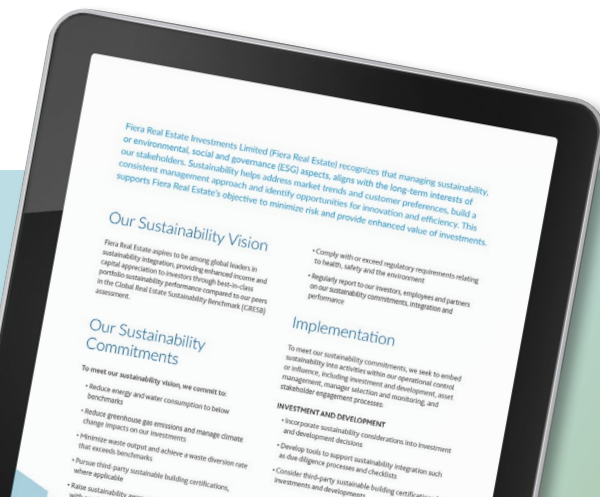 Fiera Real Estate Investments Limited (Fiera Real Estate) recognizes that managing sustainability,
or environmental, social and governance (ESG) aspects, aligns with the long-term interests of
our stakeholders. Sustainability helps address market trends and customer preferences, build a
consistent management approach and identify opportunities for innovation and efficiency. This
supports Fiera Real Estate's objective to minimize risk and provide enhanced value of investments.
Our Sustainability Vision
Fiera Real Estate aspires to be among global leaders in
sustainability integration, providing enhanced income and
capital appreciation to investors through best-in-class
portfolio sustainability performance compared to our peers
in the Global Real Estate Sustainability Benchmark (GRESB)
assessment.
Our Sustainability
Commitments
To meet our sustainability vision, we commit to:
• Reduce energy and water consumption to below
benchmarks
• Reduce greenhouse gas emissions and manage climate
change impacts on our investments
• Minimize waste output and achieve a waste diversion rate
that exceeds benchmarks
• Pursue third-party sustainable building certifications,
where applicable
• Raise sustainability
• Comply with or exceed regulatory requirements relating
to health, safety and the environment
• Regularly report to our investors, employees and partners
on our sustainability commitments, integration and
performance
Implementation
To meet our sustainability commitments, we seek to embed
sustainability into activities within our operational control
or influence, including investment and development, asset
management, manager selection and monitoring, and
stakeholder engagement processes.
INVESTMENT AND DEVELOPMENT
• Incorporate sustainability considerations into investment
and development decisions
• Develop tools to support sustainability integration such
as due diligence processes and checklists
• Consider third-party sustainable building
investments and developments